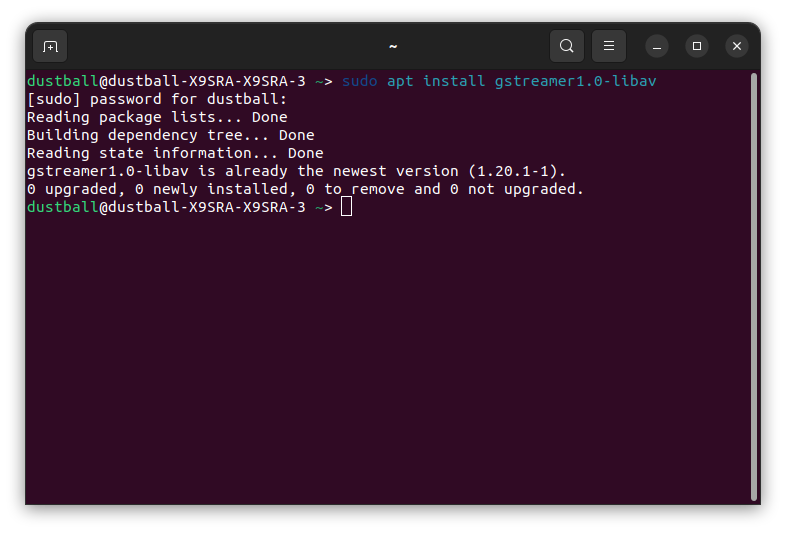 ~
dustball@dustball-X9SRA-X9SRA-3 ~> sudo apt install gstreamer1.0-libav
[sudo] password for dustball:
Reading package lists... Done
Building dependency tree... Done
Reading state information... Done
gstreamer1.0-libav is already the newest version (1.20.1-1).
0 upgraded, 0 newly installed, 0 to remove and 0 not upgraded.
dustball@dustball-X9SRA-X9SRA-3 ~>